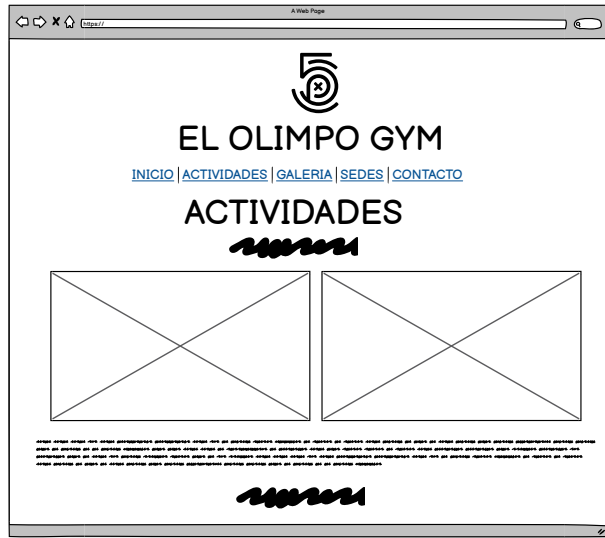 A Web Page
https://
EL OLIMPO GYM
INICIO | ACTIVIDADES | GALERIA | SEDES | CONTACTO
ACTIVIDADES